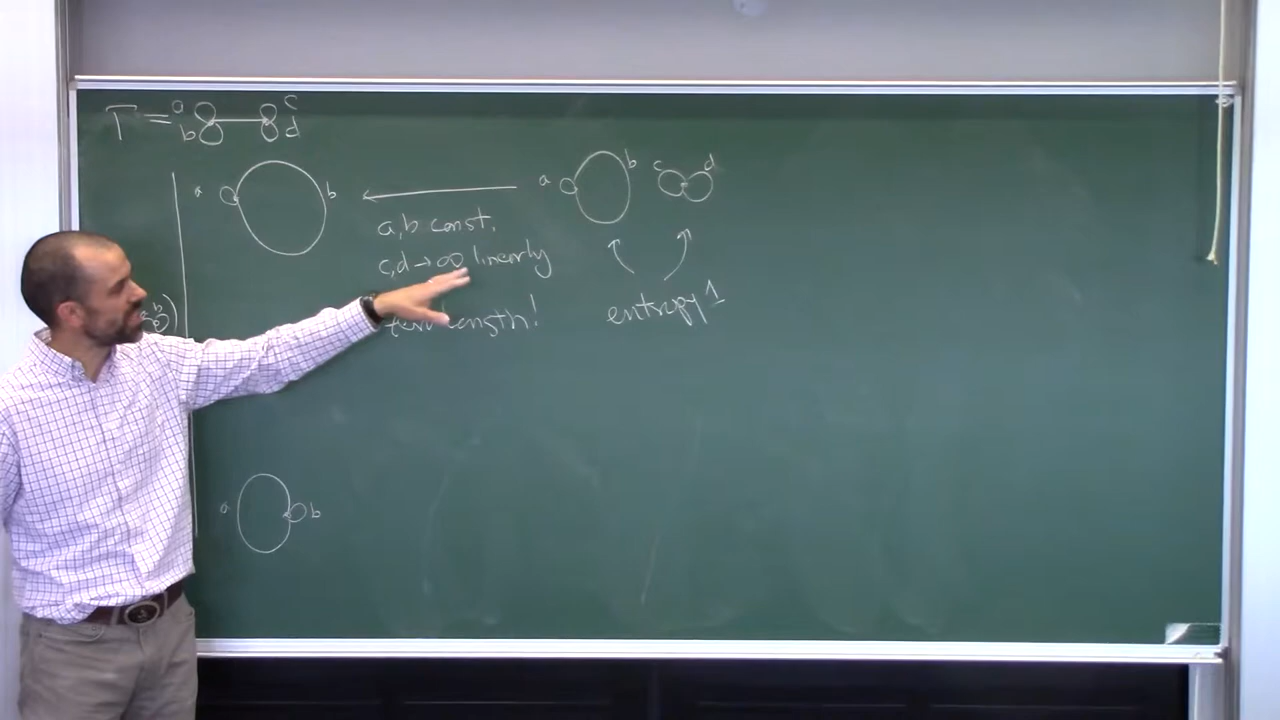 Γ = a b c d
a b
a,b const.
c,d → ∞ linearly
length!
a b c d
entropy 1
a b )
a b